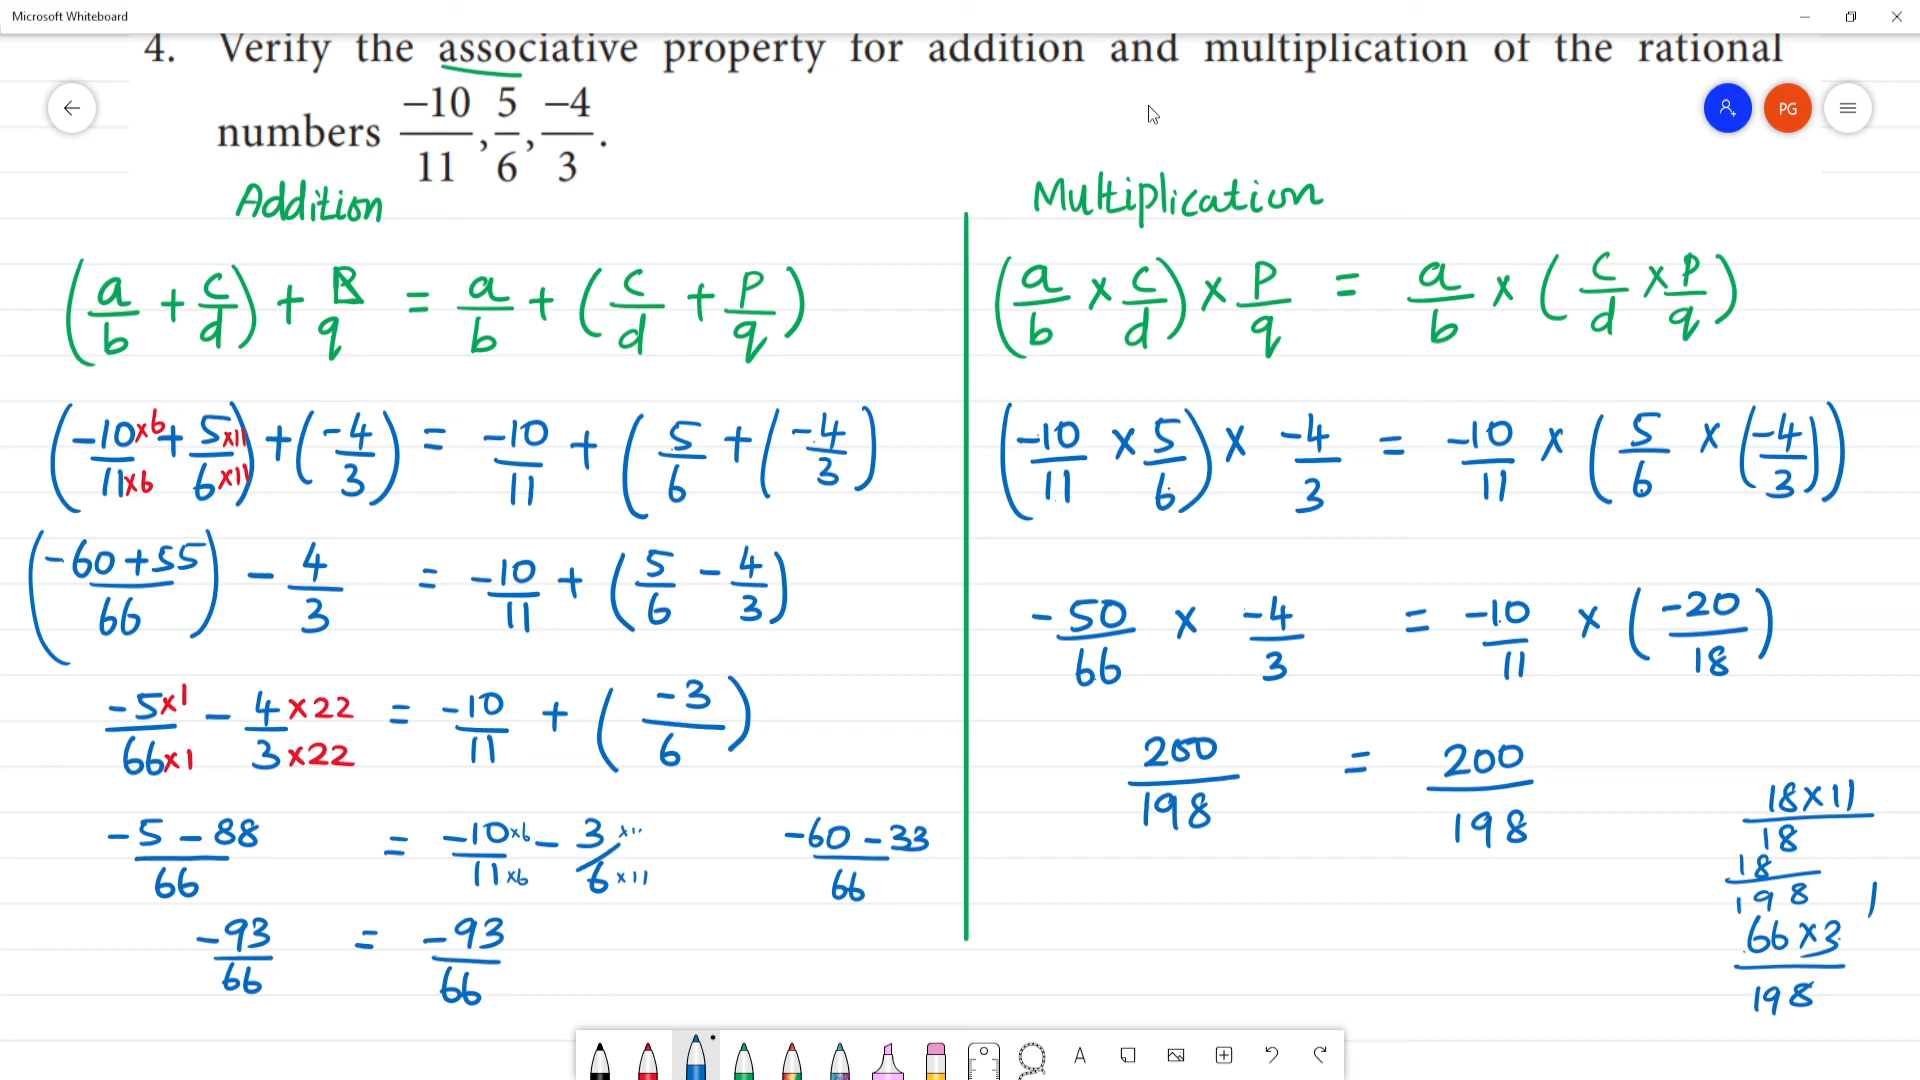 Microsoft Whiteboard
4. Verify the associative property for addition and multiplication of the rational
numbers -10/11, 5/6, -4/3.
PG
Addition
(a/b + c/d) + p/q = a/b + (c/d + p/q)
(-10×6/11×6 + 5×11/6×11) + (-4/3) = -10/11 + (5/6 + (-4/3))
(-60+55/66) - 4/3 = -10/11 + (5/6 - 4/3)
-5×1/66×1 - 4×22/3×22 = -10/11 + (-3/6)
-5-88/66 = -10×6/11×6 - 3×11/6×11 -60-33/66
-93/66 = -93/66
Multiplication
(a/b × c/d) × p/q = a/b × (c/d × p/q)
(-10/11 × 5/6) × -4/3 = -10/11 × (5/6 × (-4/3))
-50/66 × -4/3 = -10/11 × (-20/18)
200/198 = 200/198
18×11
18
18
198
66×3
198
A